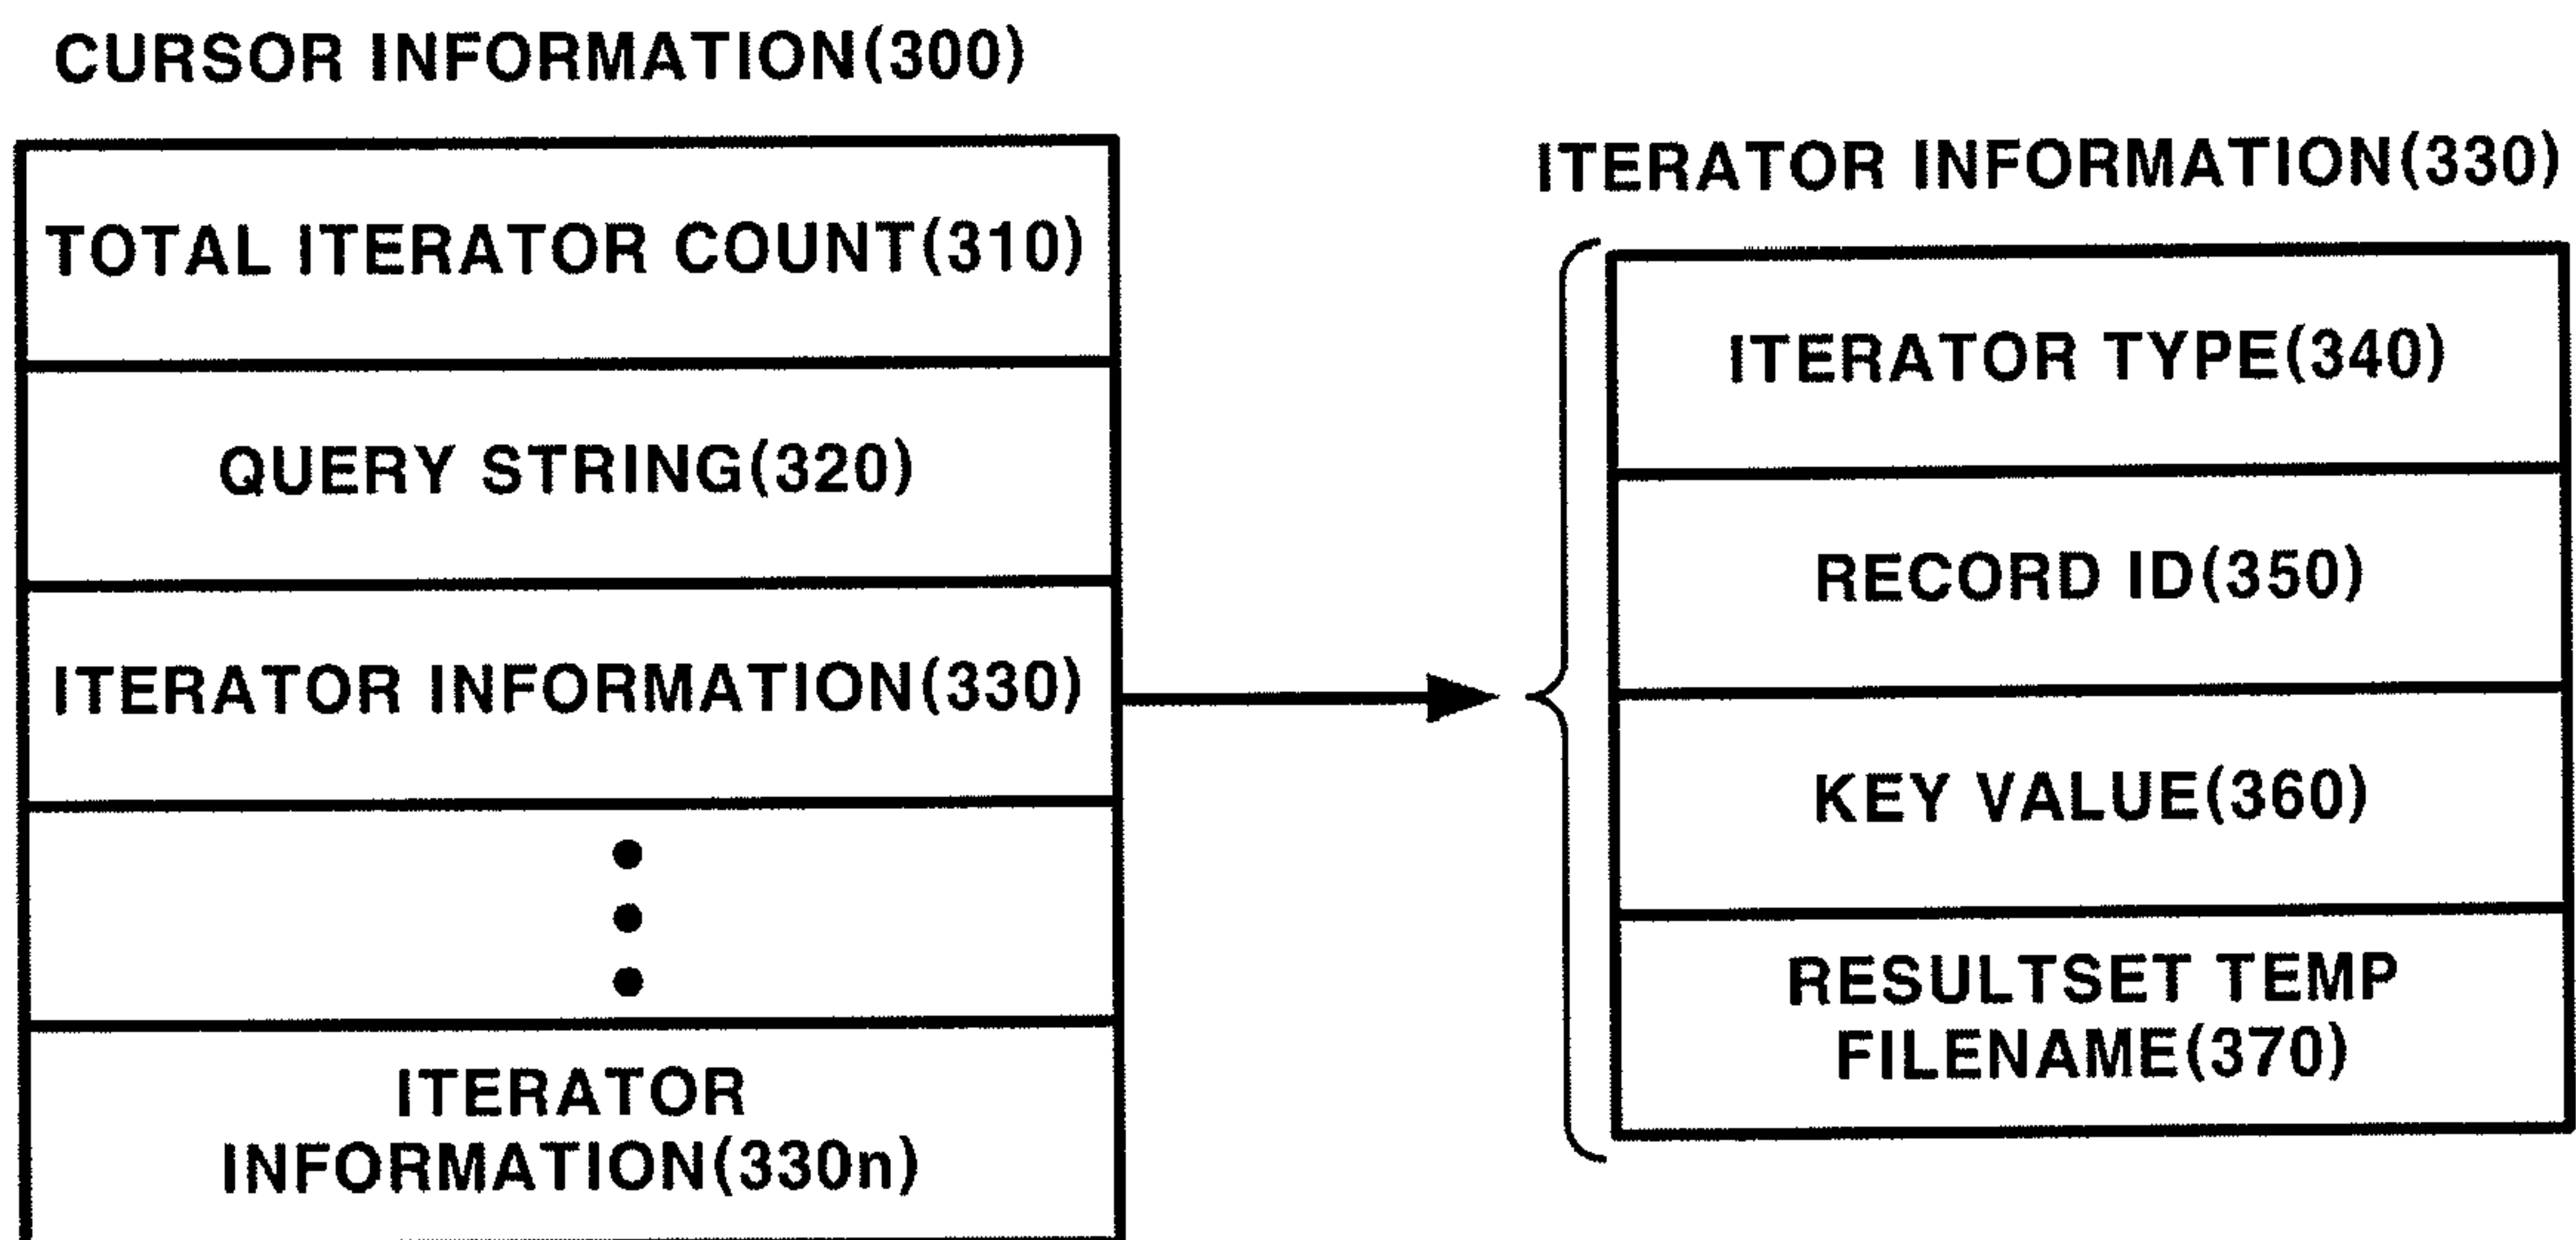 CURSOR INFORMATION(300)
TOTAL ITERATOR COUNT(310)
QUERY STRING(320)
ITERATOR INFORMATION(330)
ITERATOR
INFORMATION(330n)
ITERATOR INFORMATION(330)
ITERATOR TYPE(340)
RECORD ID(350)
KEY VALUE(360)
RESULTSET TEMP
FILENAME(370)